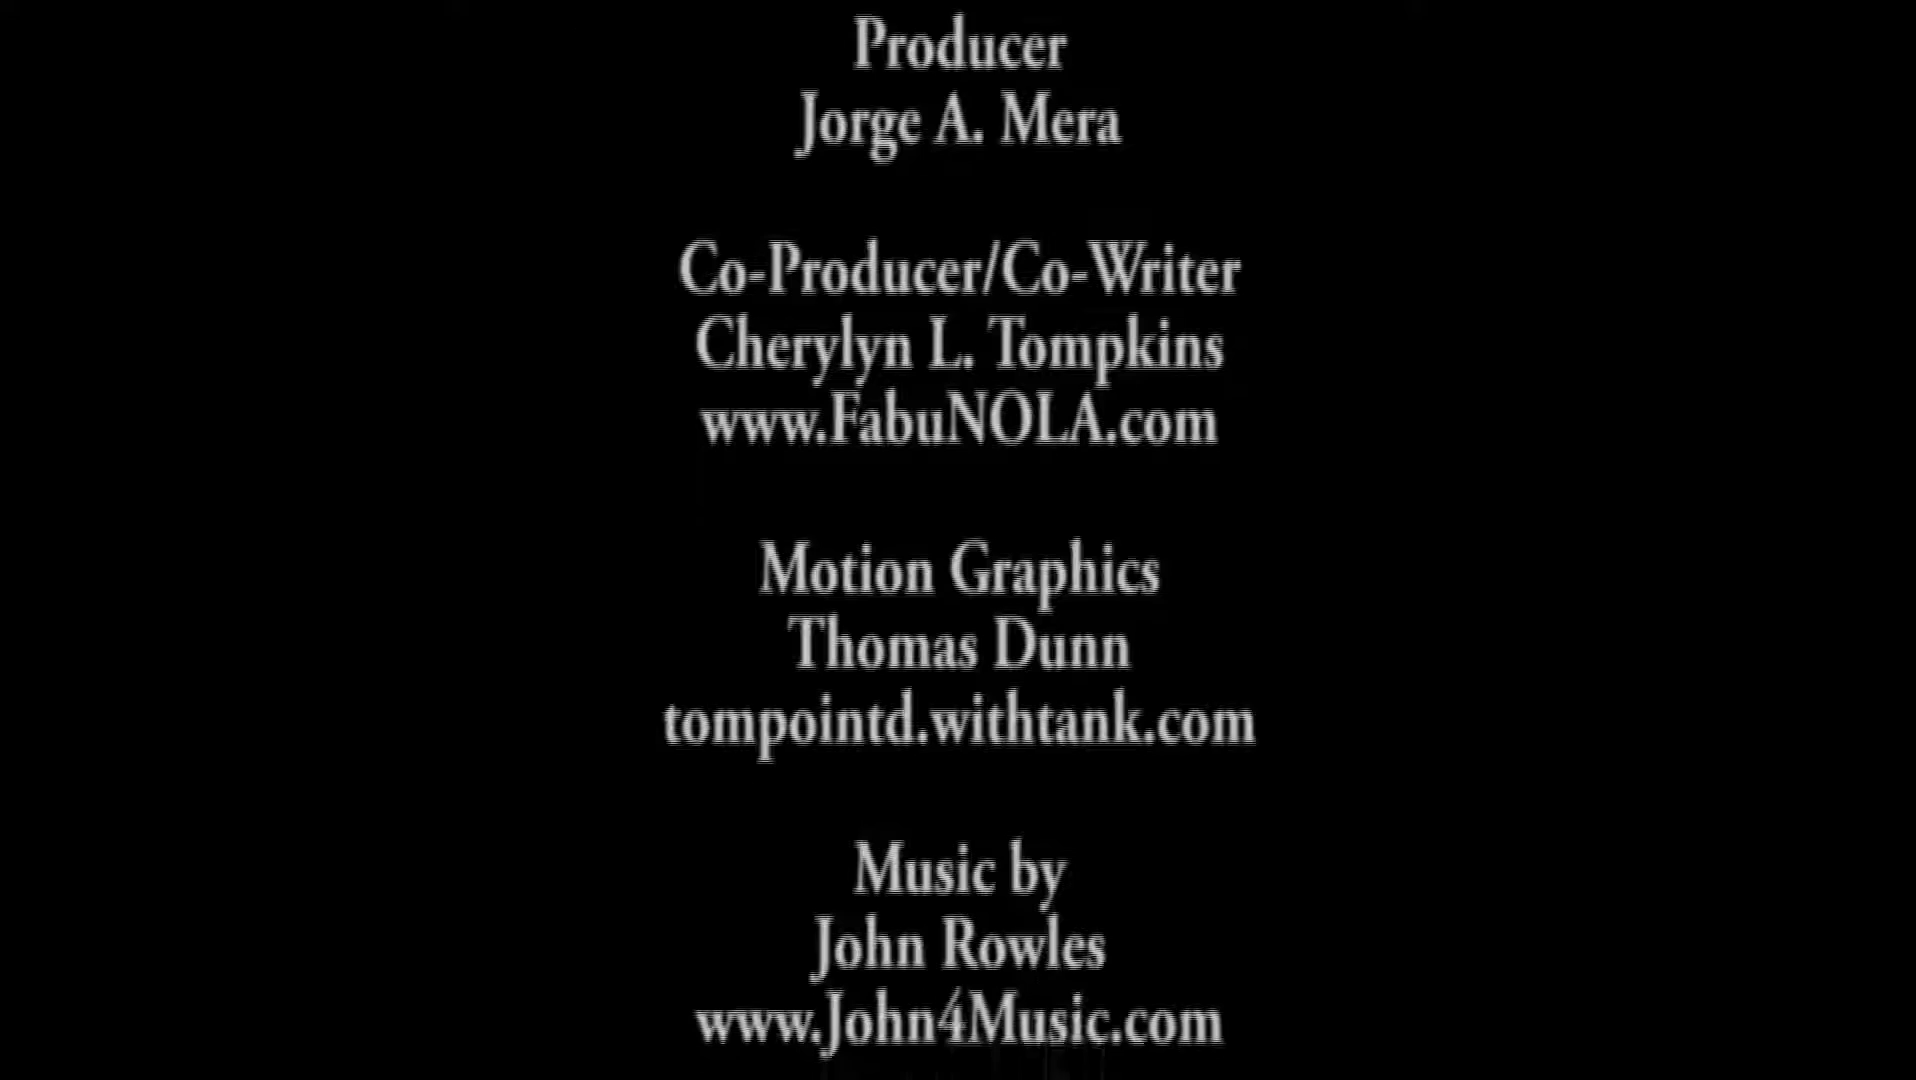 Producer
Jorge A. Mera
Co-Producer/Co-Writer
Cherylyn L. Tompkins
www.FabuNOLA.com
Motion Graphics
Thomas Dunn
tompointd.withtank.com
Music by
John Rowles
www.John4Music.com